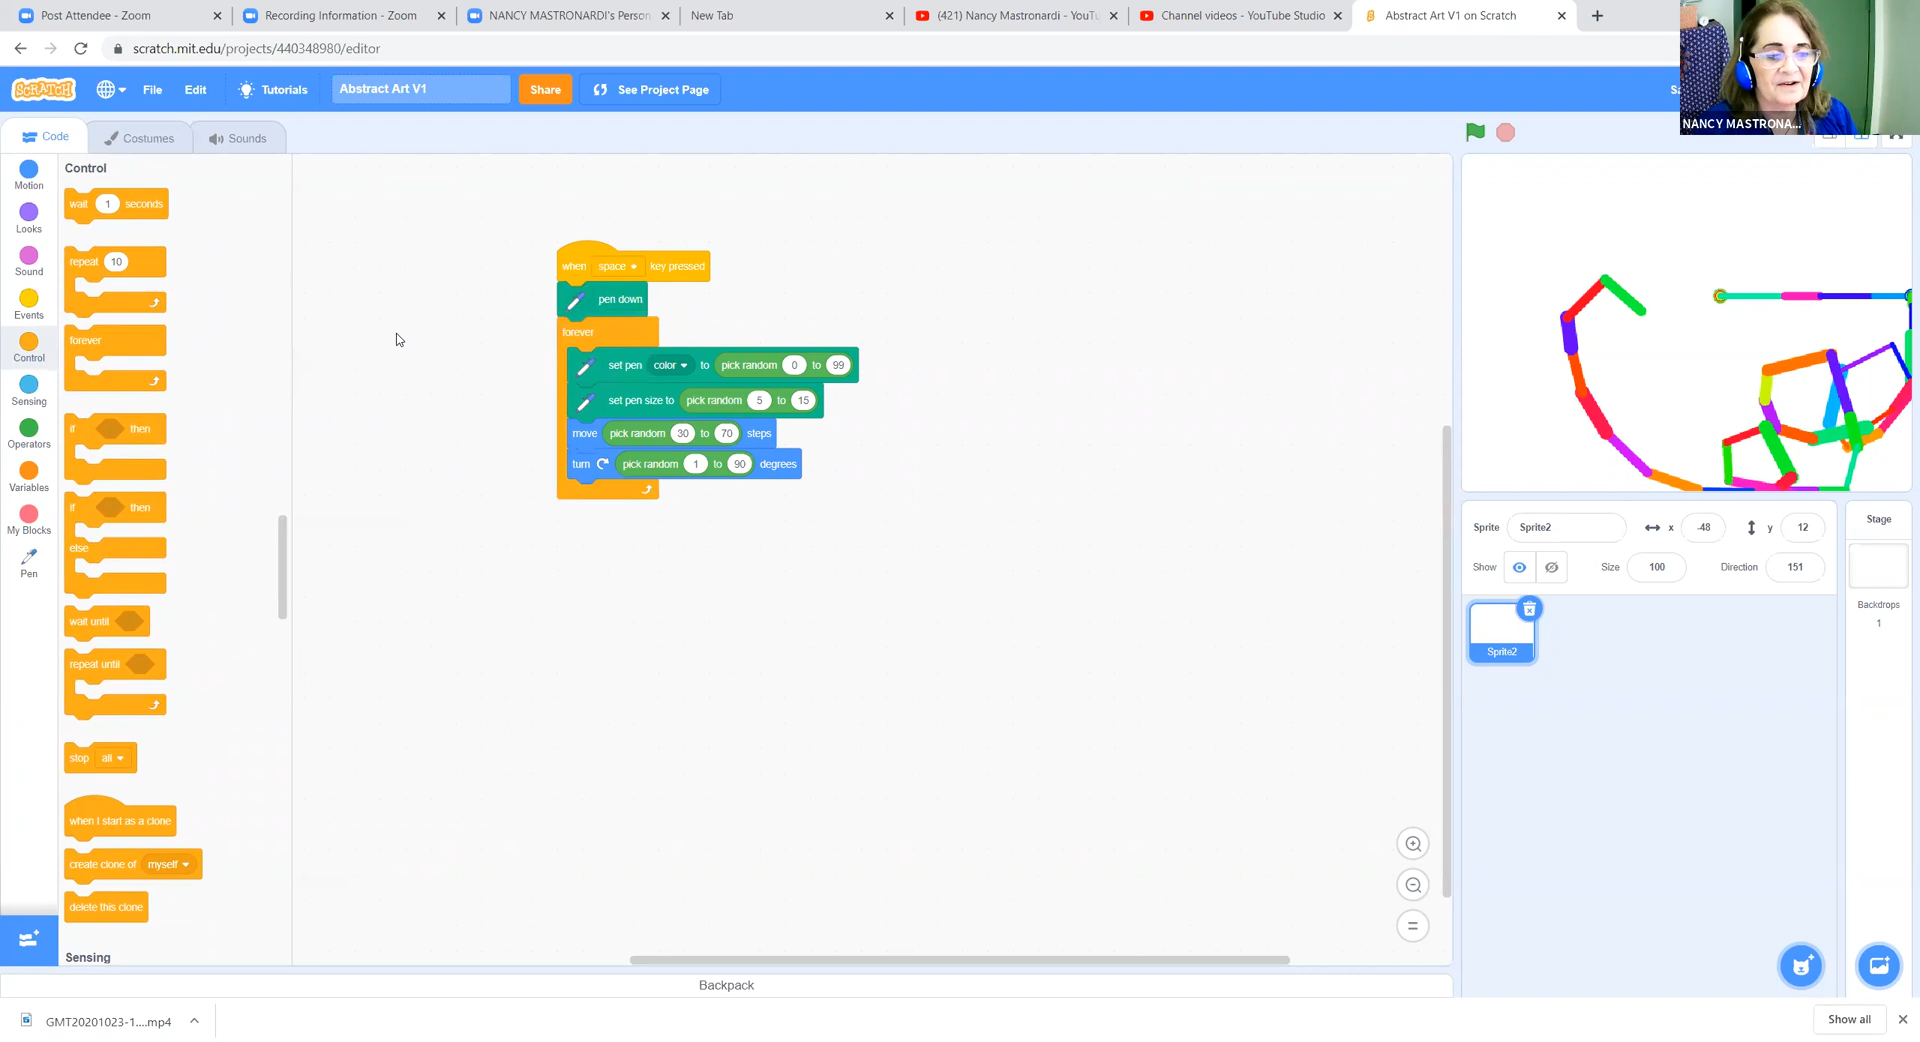 Post Attendee - Zoom
Recording Information - Zoom
NANCY MASTRONARDI's Person
New Tab
(421) Nancy Mastronardi - YouTu
Channel videos - YouTube Studio
Abstract Art V1 on Scratch
scratch.mit.edu/projects/440348980/editor
SCRATCH
File
Edit
Tutorials
Abstract Art V1
Share
See Project Page
NANCY MASTRONA...
Code
Costumes
Sounds
Motion
Looks
Sound
Events
Control
Sensing
Operators
Variables
My Blocks
Pen
Control
wait 1 seconds
repeat 10
forever
if then
if then
else
wait until
repeat until
stop all
when I start as a clone
create clone of myself
delete this clone
Sensing
when space key pressed
pen down
forever
set pen color to pick random 0 to 99
set pen size to pick random 5 to 15
move pick random 30 to 70 steps
turn pick random 1 to 90 degrees
Sprite Sprite2 x -48 y 12
Show Size 100 Direction 151
Sprite2
Stage
Backdrops
1
Backpack
GMT20201023-1....mp4
Show all